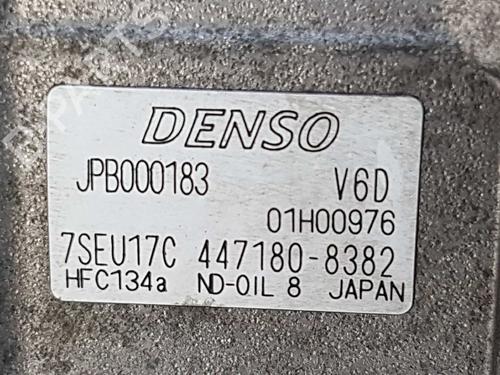 DENSO
JPB000183 V6D
01H00976
7SEU17C 447180-8382
HFC134a ND-OIL 8 JAPAN